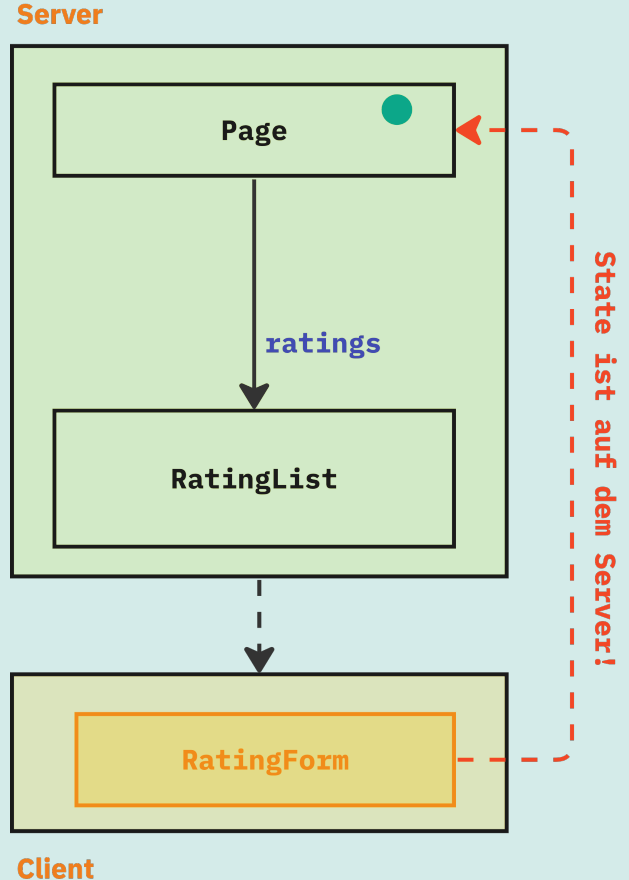 Server
Page
ratings
RatingList
State ist auf dem Server!
RatingForm
Client